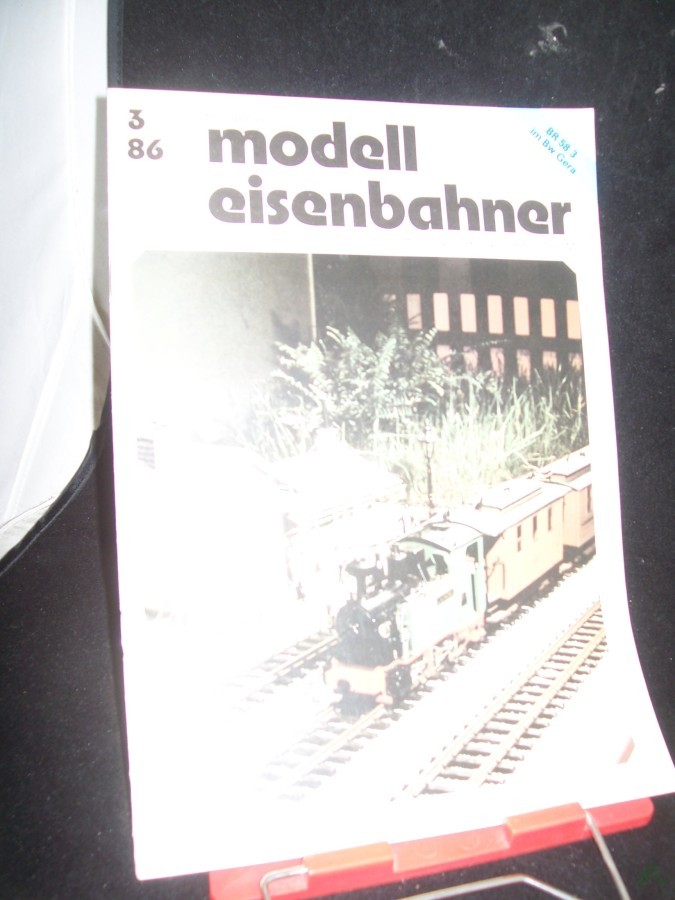 3
86
modell
eisenbahner
BR 58.3
im Bw Gera